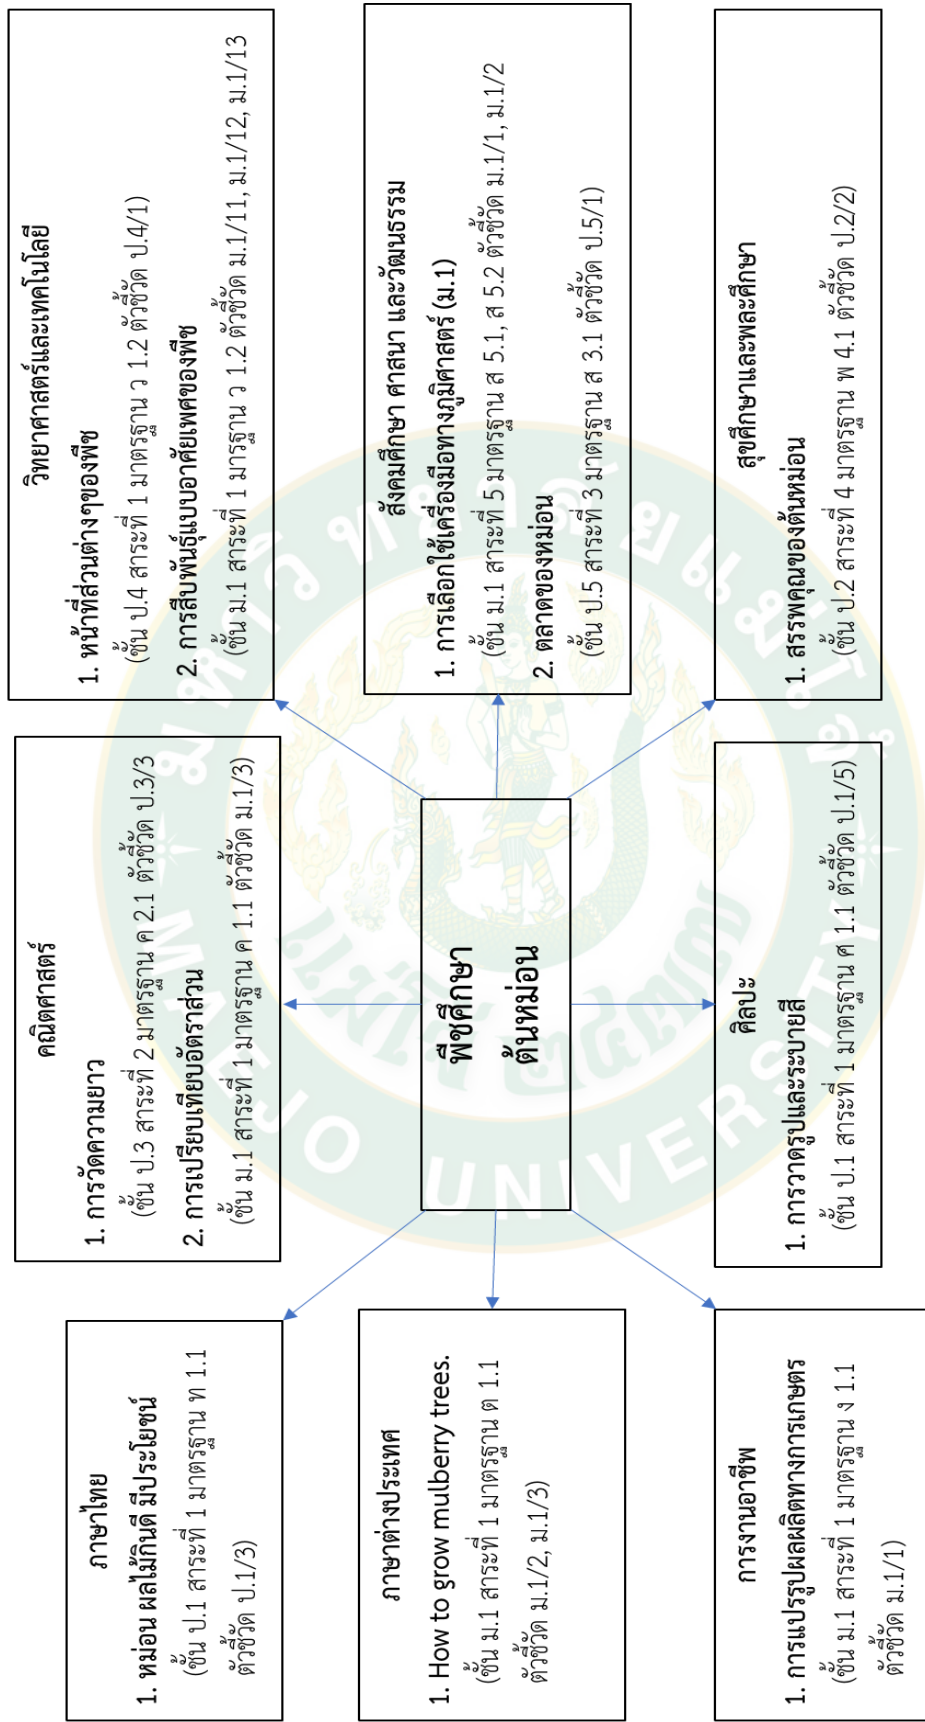 ภาษาไทย
1. หม่อน ผลไม้กินดี มีประโยชน์
(ชั้น ป.1 สาระที่ 1 มาตรฐาน ท 1.1
ตัวชี้วัด ป.1/3)
คณิตศาสตร์
1. การวัดความยาว
(ชั้น ป.3 สาระที่ 2 มาตรฐาน ค 2.1 ตัวชี้วัด ป.3/3
2. การเปรียบเทียบอัตราส่วน
(ชั้น ม.1 สาระที่ 1 มาตรฐาน ค 1.1 ตัวชี้วัด ม.1/3)
วิทยาศาสตร์และเทคโนโลยี
1. หน้าที่ส่วนต่างๆของพืช
(ชั้น ป.4 สาระที่ 1 มาตรฐาน ว 1.2 ตัวชี้วัด ป.4/1)
2. การสืบพันธุ์แบบอาศัยเพศของพืช
(ชั้น ม.1 สาระที่ 1 มารฐาน ว 1.2 ตัวชี้วัด ม.1/11, ม.1/12, ม.1/13
ภาษาต่างประเทศ
1. How to grow mulberry trees.
(ชั้น ม.1 สาระที่ 1 มาตรฐาน ต 1.1
ตัวชี้วัด ม.1/2, ม.1/3)
พืชศึกษา
ต้นหม่อน
สังคมศึกษา ศาสนา และวัฒนธรรม
1. การเลือกใช้เครื่องมือทางภูมิศาสตร์ (ม.1)
(ชั้น ม.1 สาระที่ 5 มาตรฐาน ส 5.1, ส 5.2 ตัวชี้วัด ม.1/1, ม.1/2
2. ตลาดของหม่อน
(ชั้น ป.5 สาระที่ 3 มาตรฐาน ส 3.1 ตัวชี้วัด ป.5/1)
การงานอาชีพ
1. การแปรรูปผลผลิตทางการเกษตร
(ชั้น ม.1 สาระที่ 1 มาตรฐาน ง 1.1
ตัวชี้วัด ม.1/1)
ศิลปะ
1. การวาดรูปและระบายสี
(ชั้น ป.1 สาระที่ 1 มาตรฐาน ศ 1.1 ตัวชี้วัด ป.1/5)
สุขศึกษาและพละศึกษา
1. สรรพคุณของต้นหม่อน
(ชั้น ป.2 สาระที่ 4 มาตรฐาน พ 4.1 ตัวชี้วัด ป.2/2)
มหาวิทยาลัยแม่โจ้
แม่โจ้ ๒๔๗๗
MAEJO UNIVERSITY